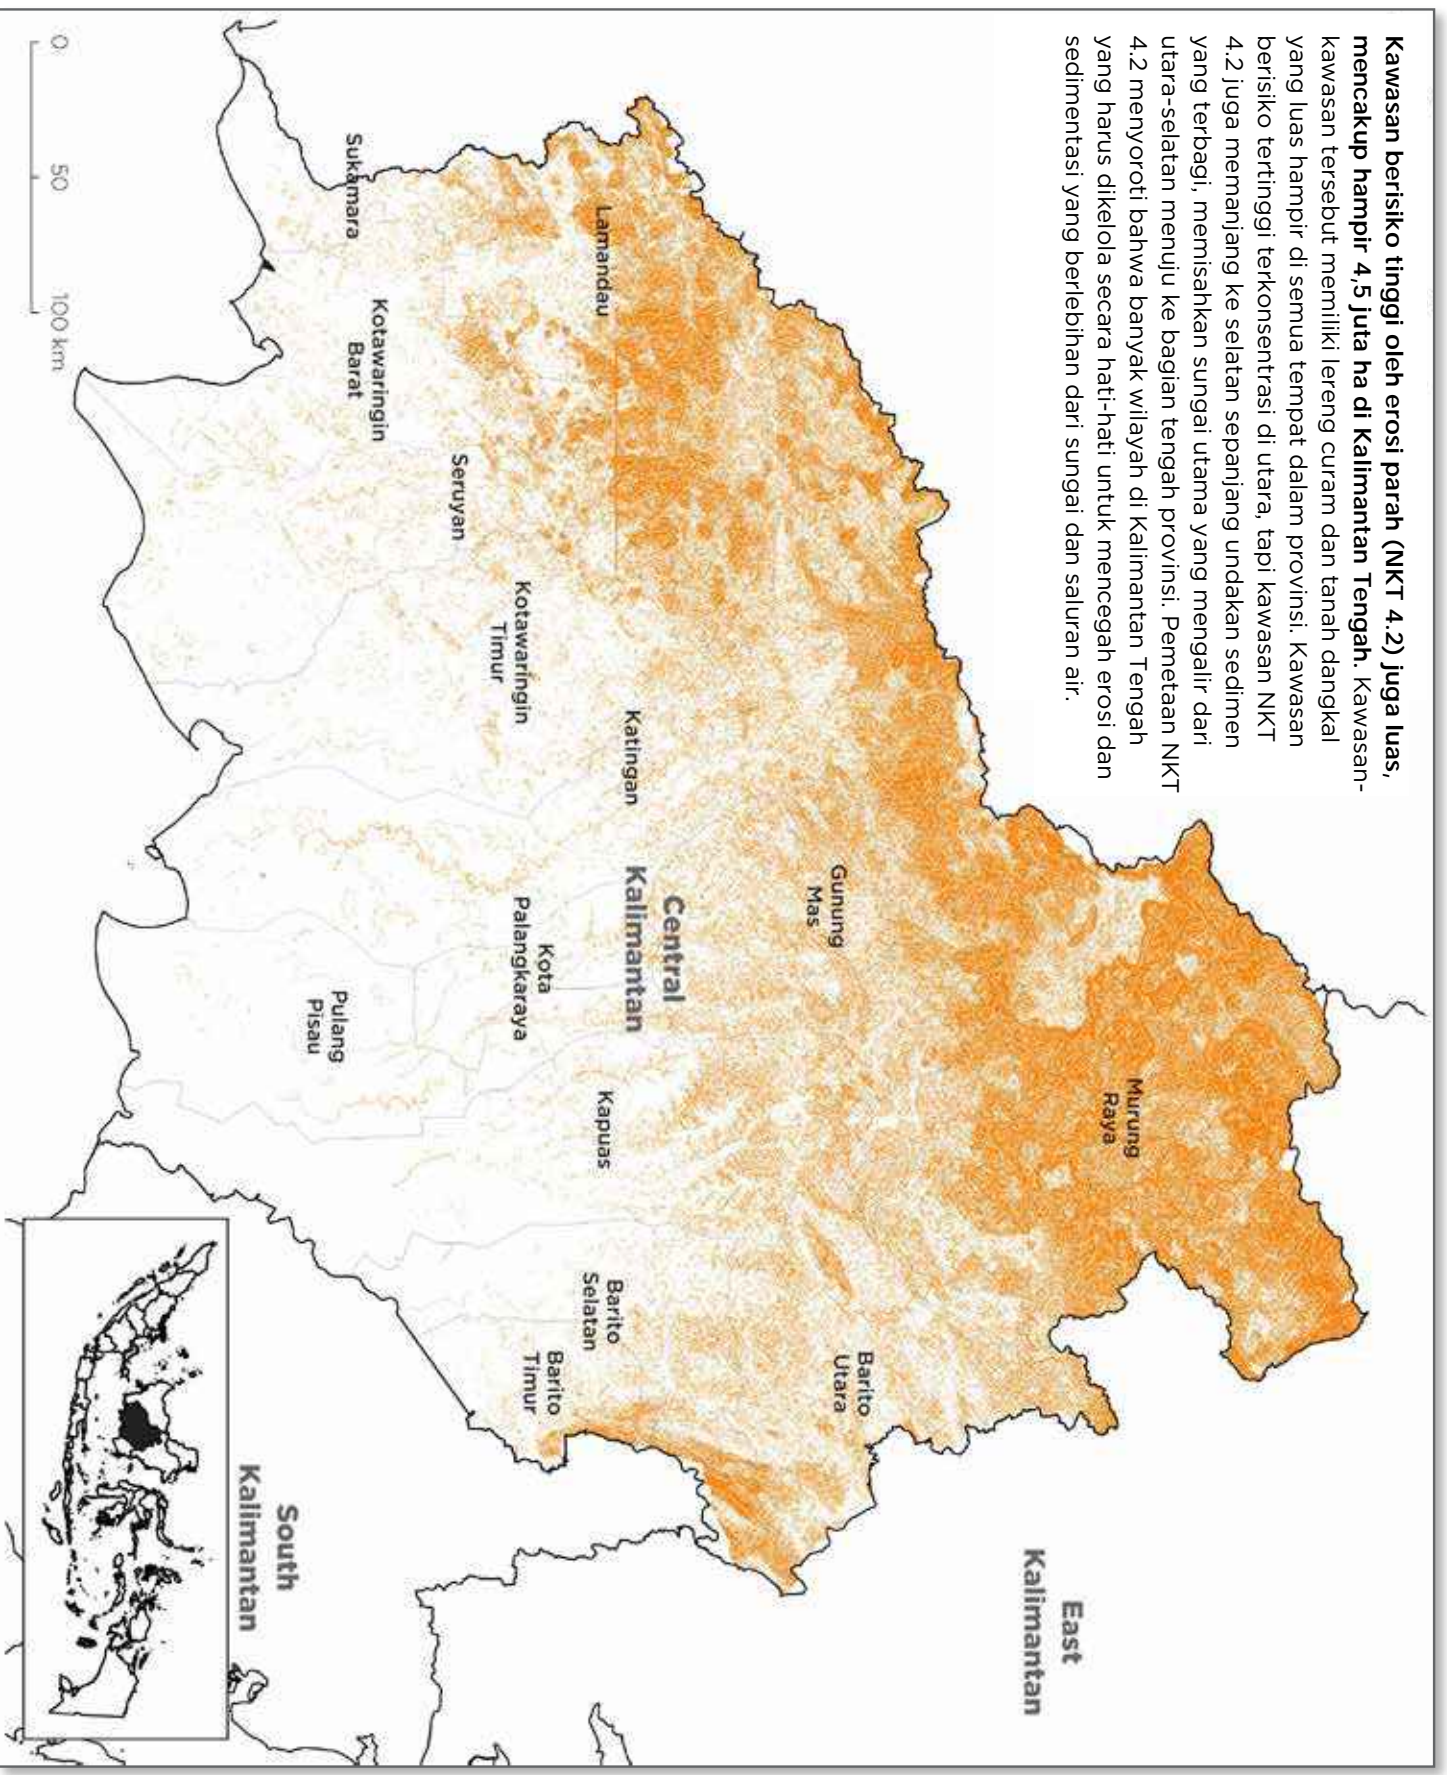 Kawasan berisiko tinggi oleh erosi parah (NKT 4.2) juga luas,
mencakup hampir 4,5 juta ha di Kalimantan Tengah. Kawasan-
kawasan tersebut memiliki lereng curam dan tanah dangkal
yang luas hampir di semua tempat dalam provinsi. Kawasan
berisiko tertinggi terkonsentrasi di utara, tapi kawasan NKT
4.2 juga memanjang ke selatan sepanjang undakan sedimen
yang terbagi, memisahkan sungai utama yang mengalir dari
utara-selatan menuju ke bagian tengah provinsi. Pemetaan NKT
4.2 menyoroti bahwa banyak wilayah di Kalimantan Tengah
yang harus dikelola secara hati-hati untuk mencegah erosi dan
sedimentasi yang berlebihan dari sungai dan saluran air.
Murung
Raya
East
Kalimantan
Gunung
Mas
Barito
Utara
Central
Kalimantan
Lamandau
Katingan
Kapuas
Barito
Selatan
Barito
Timur
Kota
Palangkaraya
Kotawaringin
Timur
Seruyan
Sukamara
Kotawaringin
Barat
Pulang
Pisau
South
Kalimantan
0 50 100 km